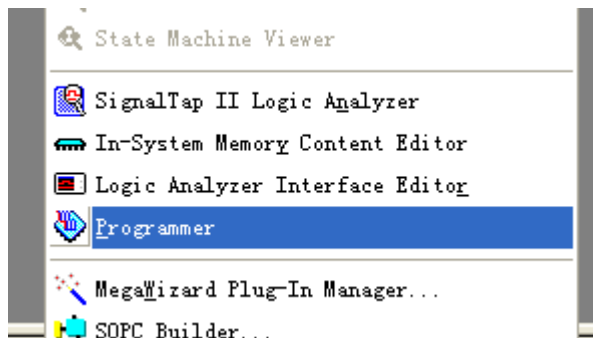 State Machine Viewer
SignalTap II Logic Analyzer
In-System Memory Content Editor
Logic Analyzer Interface Editor
Programmer
MegaWizard Plug-In Manager...
SOPC Builder...